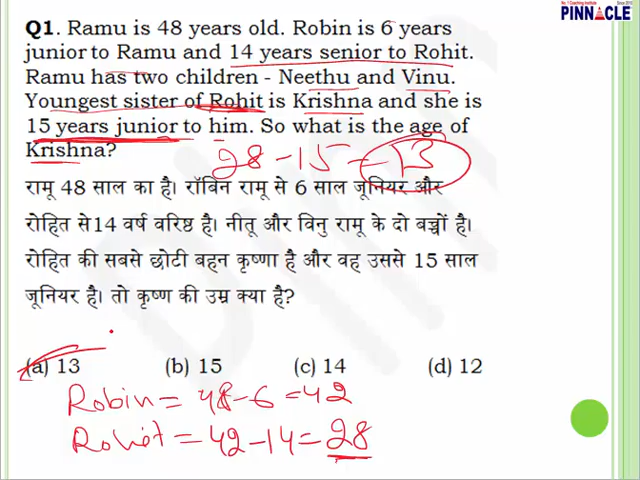 PINNACLE
Q1. Ramu is 48 years old. Robin is 6 years
junior to Ramu and 14 years senior to Rohit.
Ramu has two children - Neethu and Vinu.
Youngest sister of Rohit is Krishna and she is
15 years junior to him. So what is the age of
Krishna?
28-15=13
रामू 48 साल का है। रॉबिन रामू से 6 साल जूनियर और
रोहित से14 वर्ष वरिष्ठ है। नीतू और विनु रामू के दो बच्चों है।
रोहित की सबसे छोटी बहन कृष्णा है और वह उससे 15 साल
जूनियर है। तो कृष्ण की उम्र क्या है?
(a) 13 (b) 15 (c) 14 (d) 12
Robin = 48-6=42
Rohit = 42-14=28